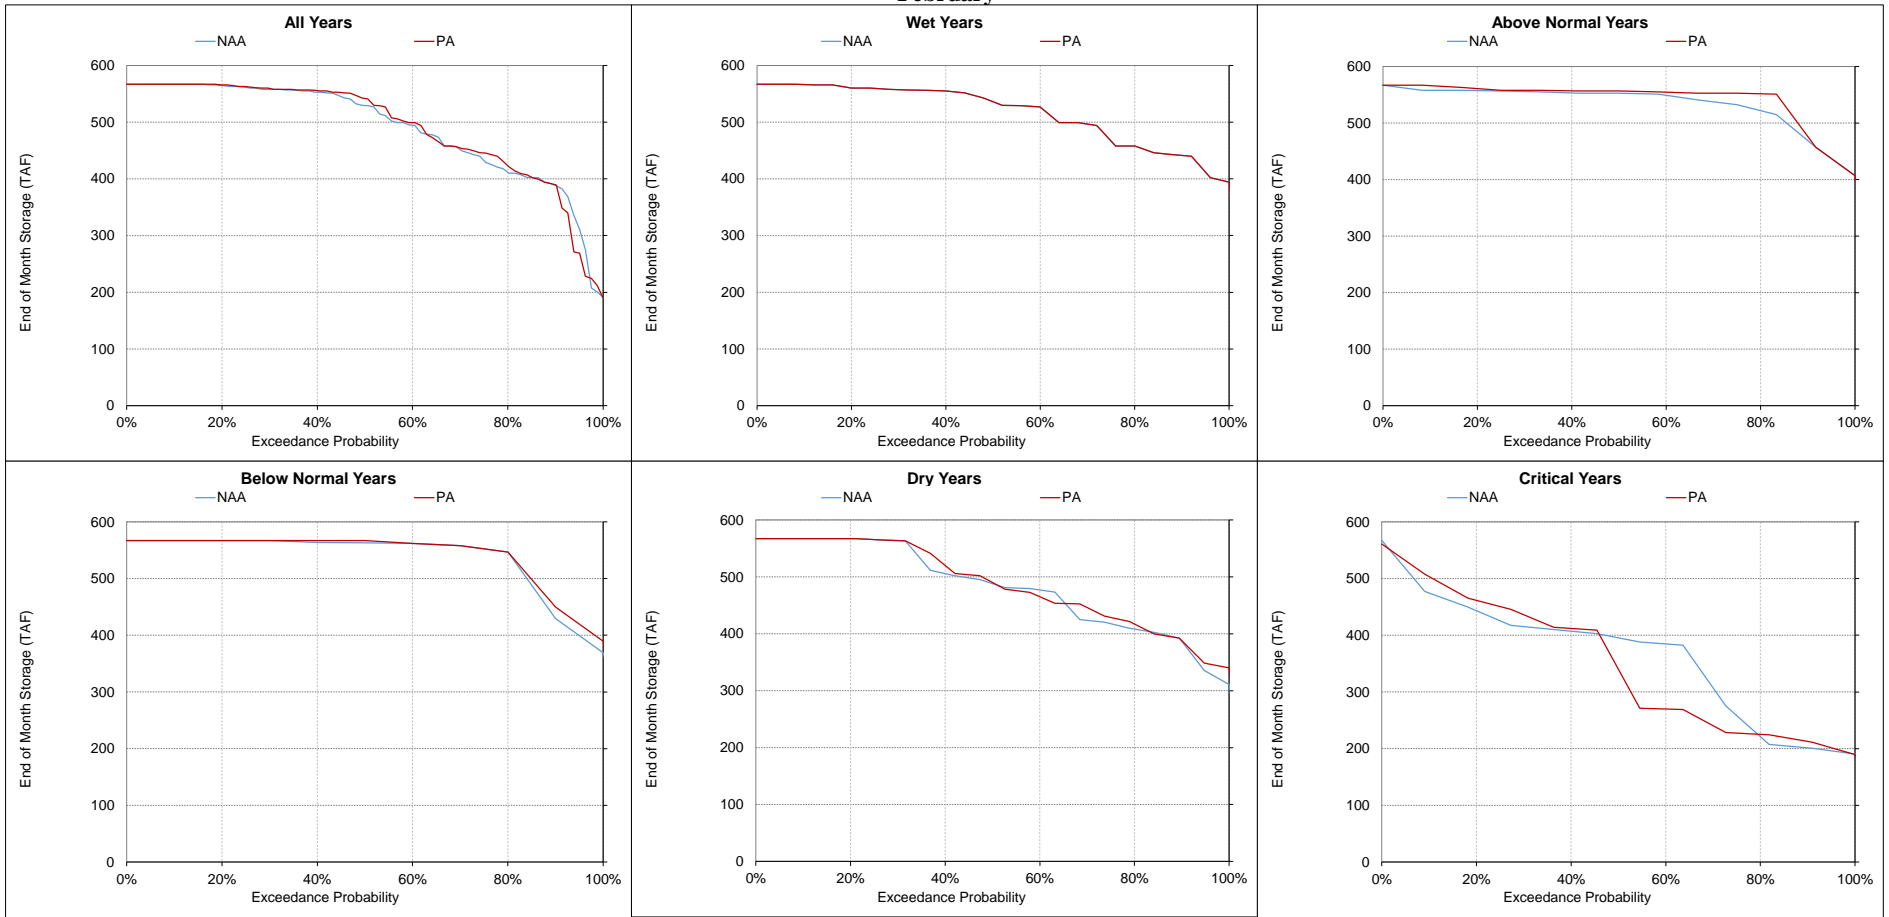 February
All Years
NAA PA
600
500
400
300
200
100
0
0% 20% 40% 60% 80% 100%
End of Month Storage (TAF)
Exceedance Probability
Wet Years
NAA PA
600
500
400
300
200
100
0
0% 20% 40% 60% 80% 100%
End of Month Storage (TAF)
Exceedance Probability
Above Normal Years
NAA PA
600
500
400
300
200
100
0
0% 20% 40% 60% 80% 100%
End of Month Storage (TAF)
Exceedance Probability
Below Normal Years
NAA PA
600
500
400
300
200
100
0
0% 20% 40% 60% 80% 100%
End of Month Storage (TAF)
Exceedance Probability
Dry Years
NAA PA
600
500
400
300
200
100
0
0% 20% 40% 60% 80% 100%
End of Month Storage (TAF)
Exceedance Probability
Critical Years
NAA PA
600
500
400
300
200
100
0
0% 20% 40% 60% 80% 100%
End of Month Storage (TAF)
Exceedance Probability